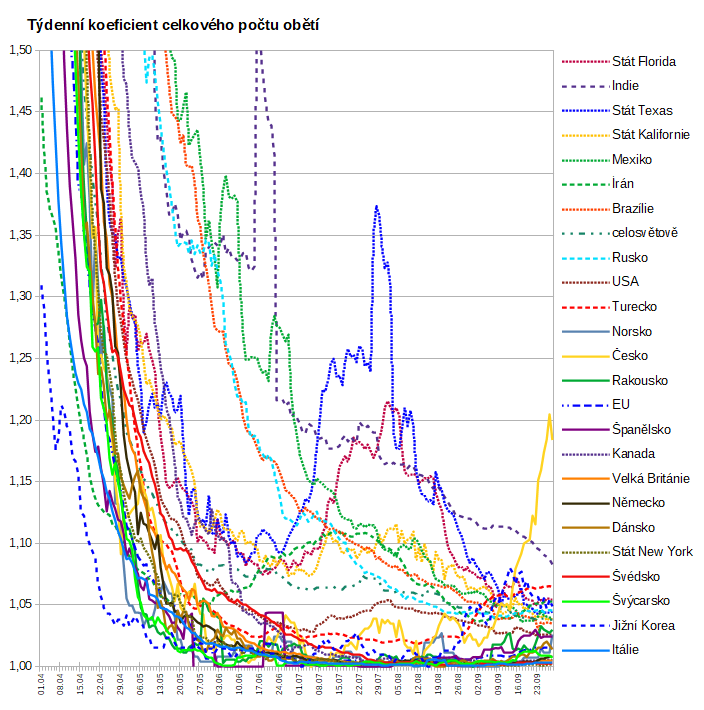 Týdenní koeficient celkového počtu obětí
1,50
1,45
1,40
1,35
1,30
1,25
1,20
1,15
1,10
1,05
1,00
01.04
08.04
15.04
22.04
29.04
06.05
13.05
20.05
27.05
03.06
10.06
17.06
24.06
01.07
08.07
15.07
22.07
29.07
05.08
12.08
19.08
26.08
02.09
09.09
16.09
23.09
Stát Florida
Indie
Stát Texas
Stát Kalifornie
Mexiko
Írán
Brazílie
celosvětově
Rusko
USA
Turecko
Norsko
Česko
Rakousko
EU
Španělsko
Kanada
Velká Británie
Německo
Dánsko
Stát New York
Švédsko
Švýcarsko
Jižní Korea
Itálie